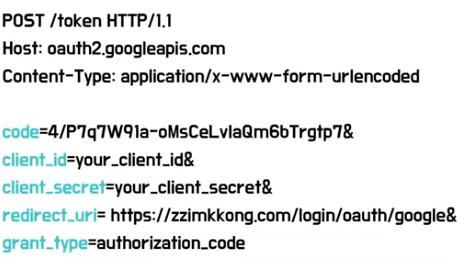 POST /token HTTP/1.1
Host: oauth2.googleapis.com
Content-Type: application/x-www-form-urlencoded
code=4/P7q7W91a-oMsCeLvIaQm6bTrgtp7&
client_id=your_client_id&
client_secret=your_client_secret&
redirect_uri= https://zzimkkong.com/login/oauth/google&
grant_type=authorization_code